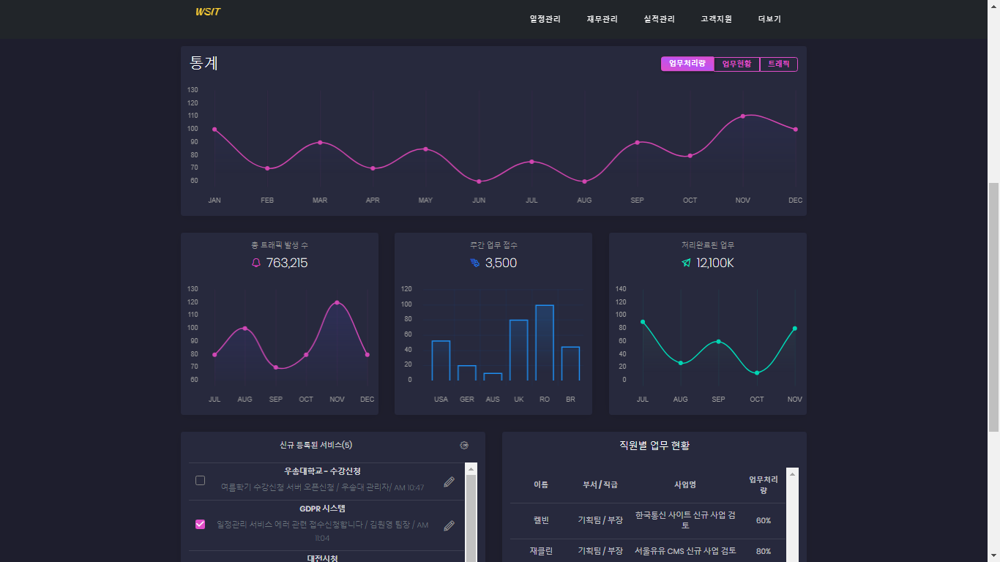 WSIT
일정관리 재무관리 실적관리 고객지원 더보기
통계
업무처리량 업무현황 트래픽
130
120
110
100
90
80
70
60
JAN FEB MAR APR MAY JUN JUL AUG SEP OCT NOV DEC
총 트래픽 발생 수
763,215
130
120
110
100
90
80
70
60
JUL AUG SEP OCT NOV DEC
주간 업무 접수
3,500
120
100
80
60
40
20
0
USA GER AUS UK RO BR
처리완료된 업무
12,100K
140
120
100
80
60
40
20
0
JUL AUG SEP OCT NOV
신규 등록된 서비스(5)
우송대학교 - 수강신청
여름학기 수강신청 서버 오픈신청 / 우송대 관리자/ AM 10:47
GDPR 시스템
일정관리 서비스 에러 관련 접수신청합니다 / 김원영 팀장 / AM
11:04
대전시청
직원별 업무 현황
이름 부서 / 직급 사업명 업무처리
량
켈빈 기획팀 / 부장 한국통신 사이트 신규 사업 검
토 60%
재클린 기획팀 / 부장 서울유유 CMS 신규 사업 검토 80%